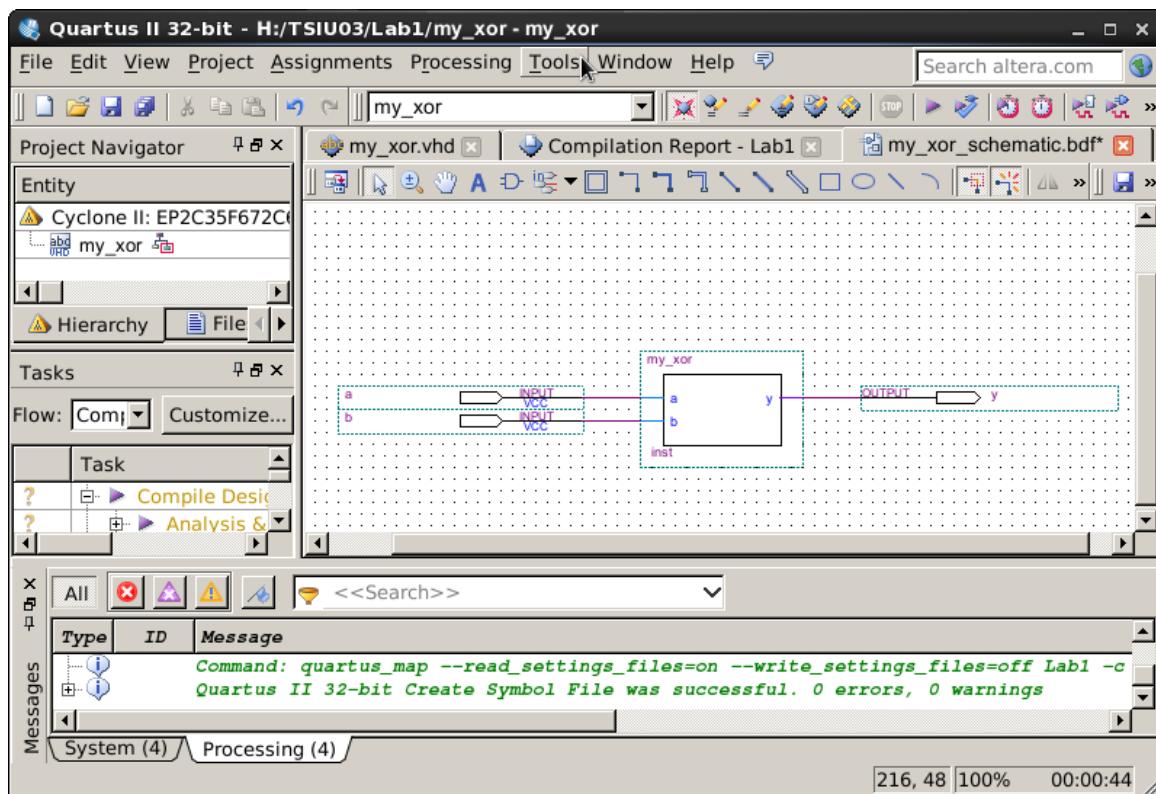 Quartus II 32-bit - H:/TSIU03/Lab1/my_xor - my_xor
File Edit View Project Assignments Processing Tools Window Help
Search altera.com
my_xor
STOP
Project Navigator
my_xor.vhd
Compilation Report - Lab1
my_xor_schematic.bdf*
Entity
Cyclone II: EP2C35F672C6
my_xor
Hierarchy
File
Tasks
Flow: Comp
Customize...
Task
Compile Desig
Analysis &
my_xor
a INPUT VCC
b INPUT VCC
a y
b
inst
OUTPUT y
Messages
All
<<Search>>
Type ID Message
Command: quartus_map --read_settings_files=on --write_settings_files=off Lab1 -c
Quartus II 32-bit Create Symbol File was successful. 0 errors, 0 warnings
System (4) Processing (4)
216, 48 100% 00:00:44